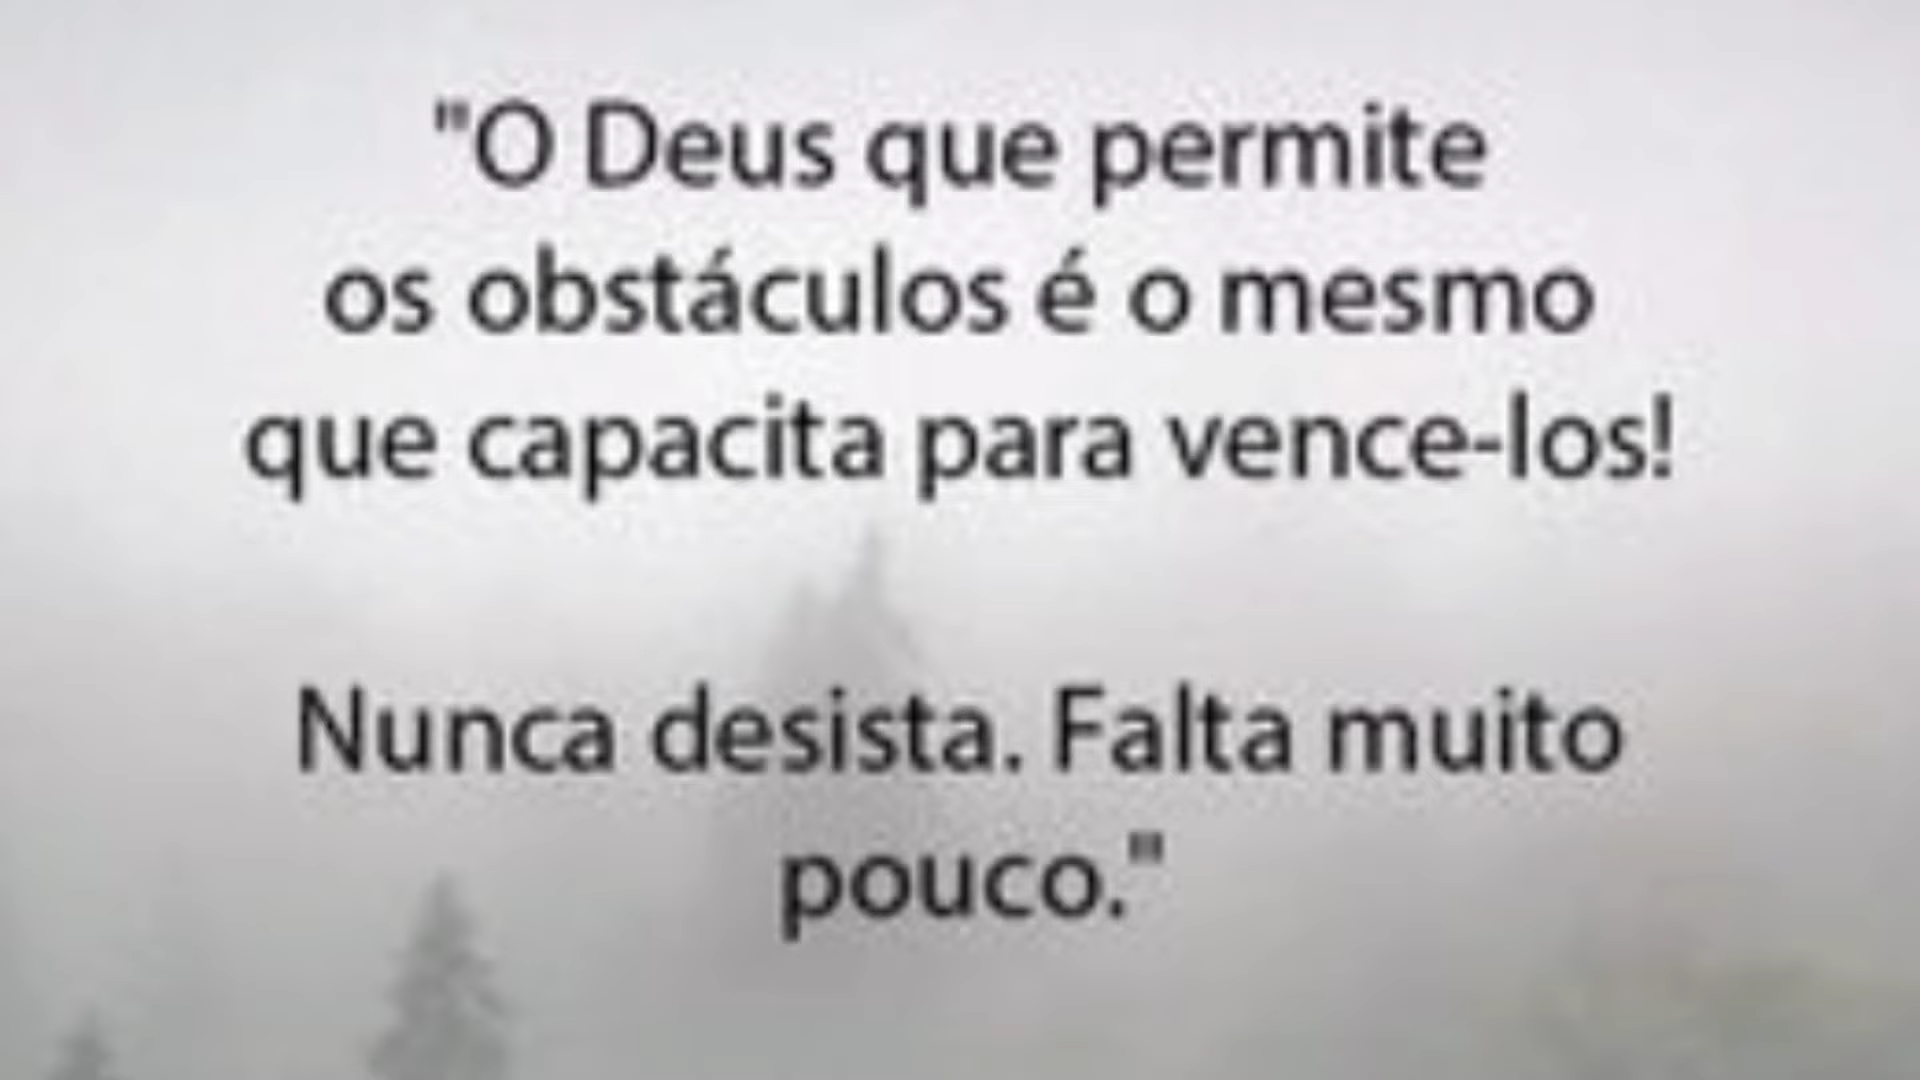 "O Deus que permite
os obstáculos é o mesmo
que capacita para vence-los!
Nunca desista. Falta muito
pouco."